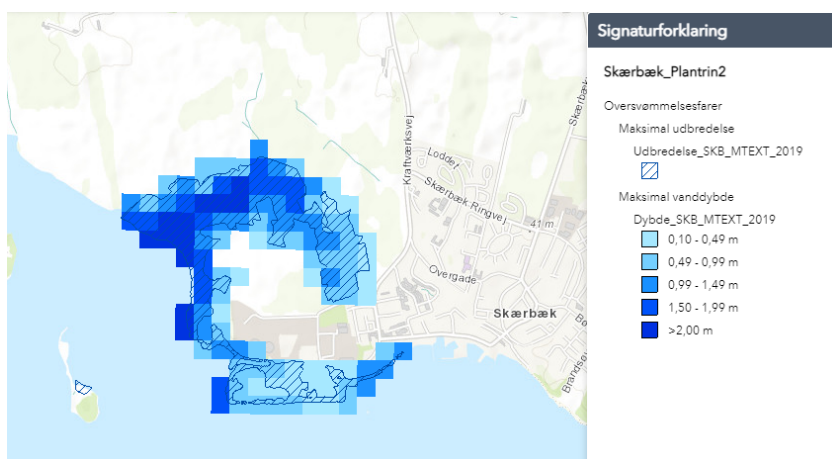 Signaturforklaring
Skærbæk_Plantrin2
Oversvømmelsesfarer
Maksimal udbredelse
Udbredelse_SKB_MTEXT_2019
Maksimal vanddybde
Dybde_SKB_MTEXT_2019
0,10 - 0,49 m
0,49 - 0,99 m
0,99 - 1,49 m
1,50 - 1,99 m
>2,00 m
Kraftværksvej
Loddet
Skærbæk Ringvej
41 m
Overgade
Skærbæk
Skærbæk